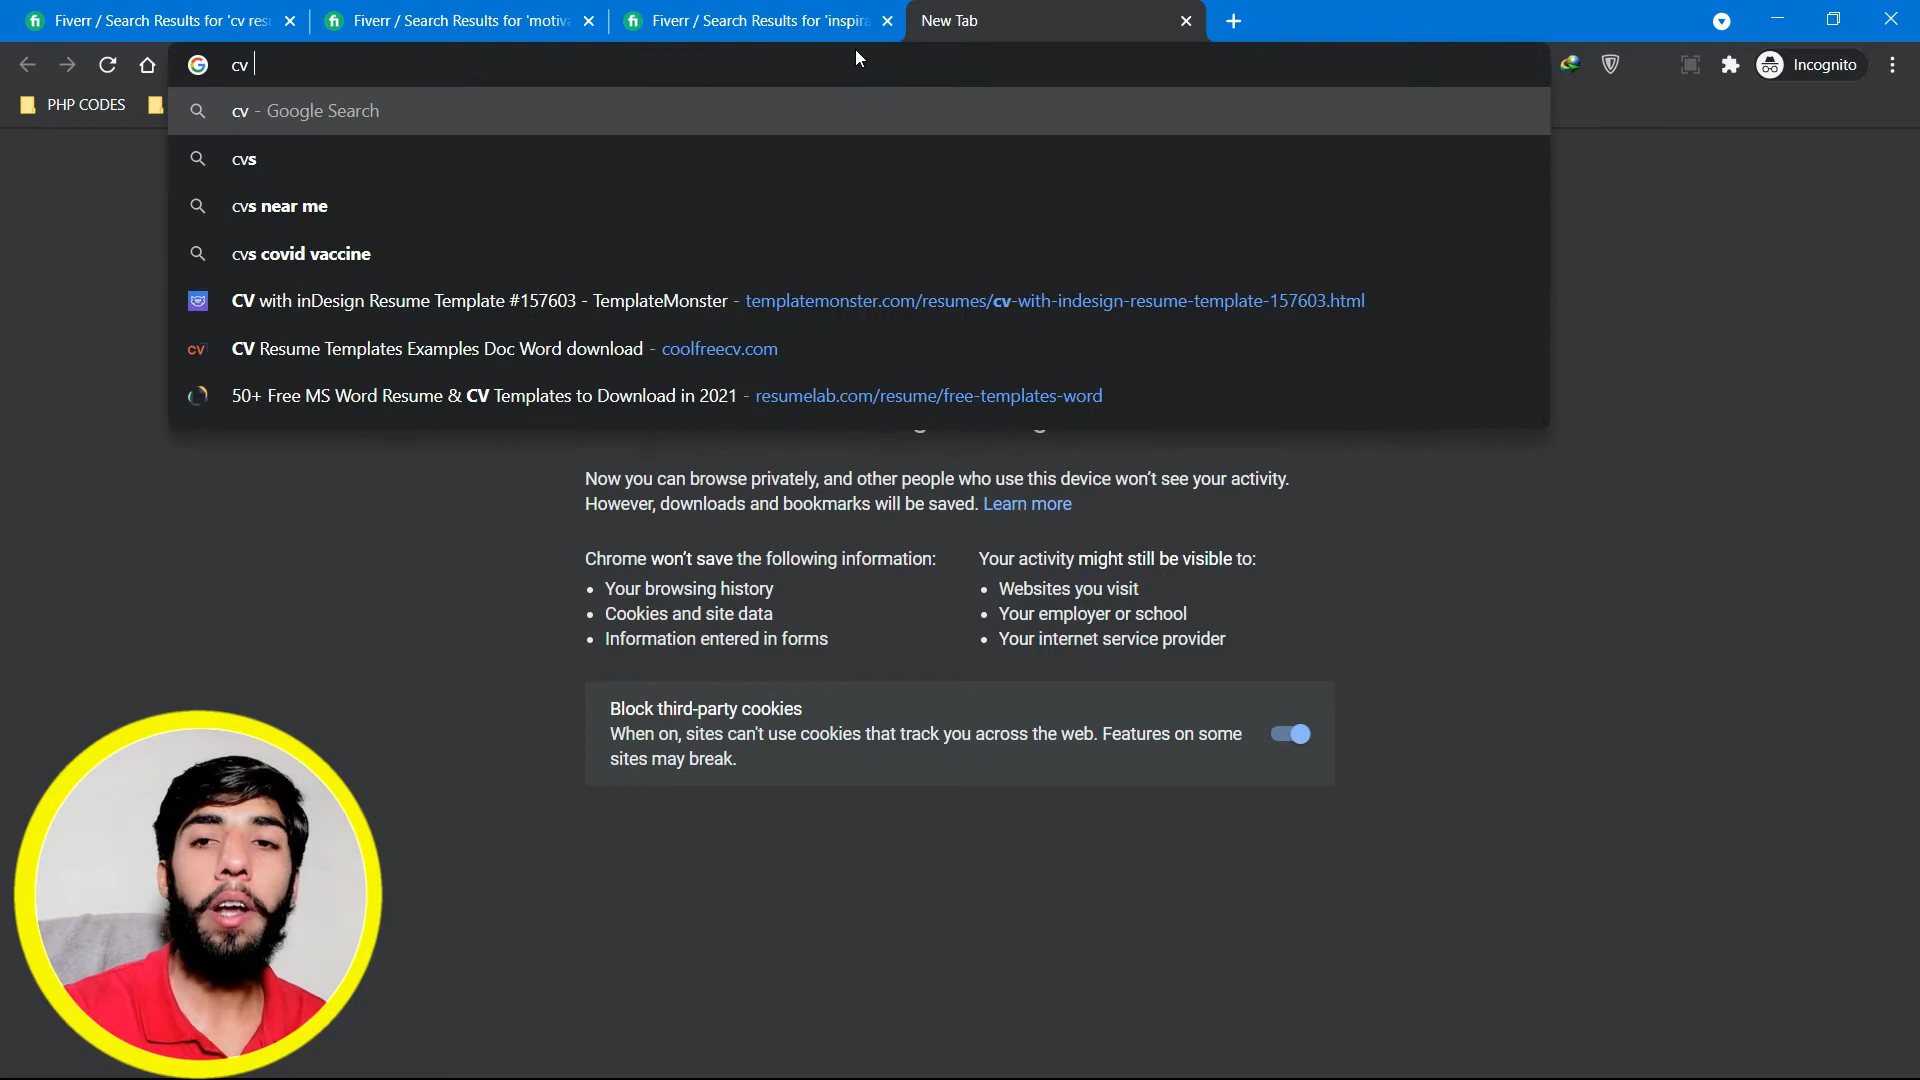 Fiverr / Search Results for 'cv res
Fiverr / Search Results for 'motiva
Fiverr / Search Results for 'inspira
New Tab
cv
Incognito
PHP CODES
cv - Google Search
cvs
cvs near me
cvs covid vaccine
CV with inDesign Resume Template #157603 - TemplateMonster - templatemonster.com/resumes/cv-with-indesign-resume-template-157603.html
CV Resume Templates Examples Doc Word download - coolfreecv.com
50+ Free MS Word Resume & CV Templates to Download in 2021 - resumelab.com/resume/free-templates-word
Now you can browse privately, and other people who use this device won't see your activity.
However, downloads and bookmarks will be saved. Learn more
Chrome won't save the following information:
• Your browsing history
• Cookies and site data
• Information entered in forms
Your activity might still be visible to:
• Websites you visit
• Your employer or school
• Your internet service provider
Block third-party cookies
When on, sites can't use cookies that track you across the web. Features on some
sites may break.